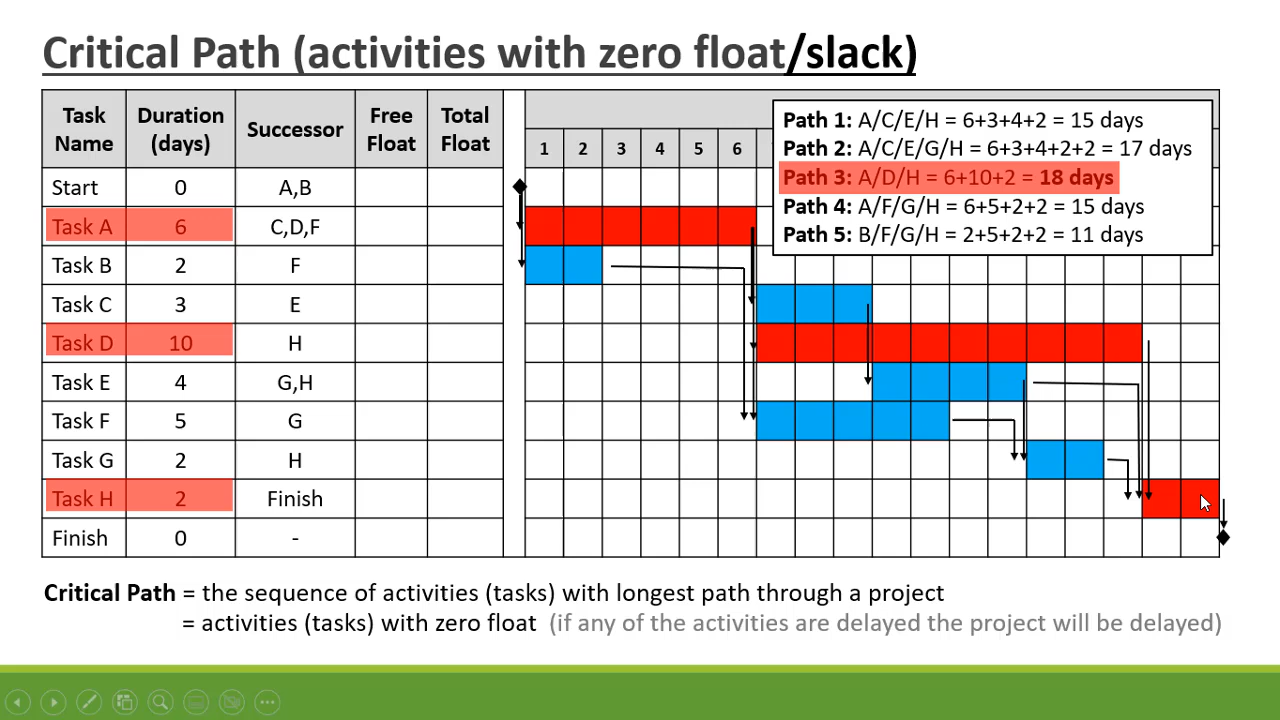 Critical Path (activities with zero float/slack)
Task Name Duration (days) Successor Free Float Total Float
1 2 3 4 5 6
Path 1: A/C/E/H = 6+3+4+2 = 15 days
Path 2: A/C/E/G/H = 6+3+4+2+2 = 17 days
Path 3: A/D/H = 6+10+2 = 18 days
Path 4: A/F/G/H = 6+5+2+2 = 15 days
Path 5: B/F/G/H = 2+5+2+2 = 11 days
Start 0 A,B
Task A 6 C,D,F
Task B 2 F
Task C 3 E
Task D 10 H
Task E 4 G,H
Task F 5 G
Task G 2 H
Task H 2 Finish
Finish 0 -
Critical Path = the sequence of activities (tasks) with longest path through a project
= activities (tasks) with zero float (if any of the activities are delayed the project will be delayed)